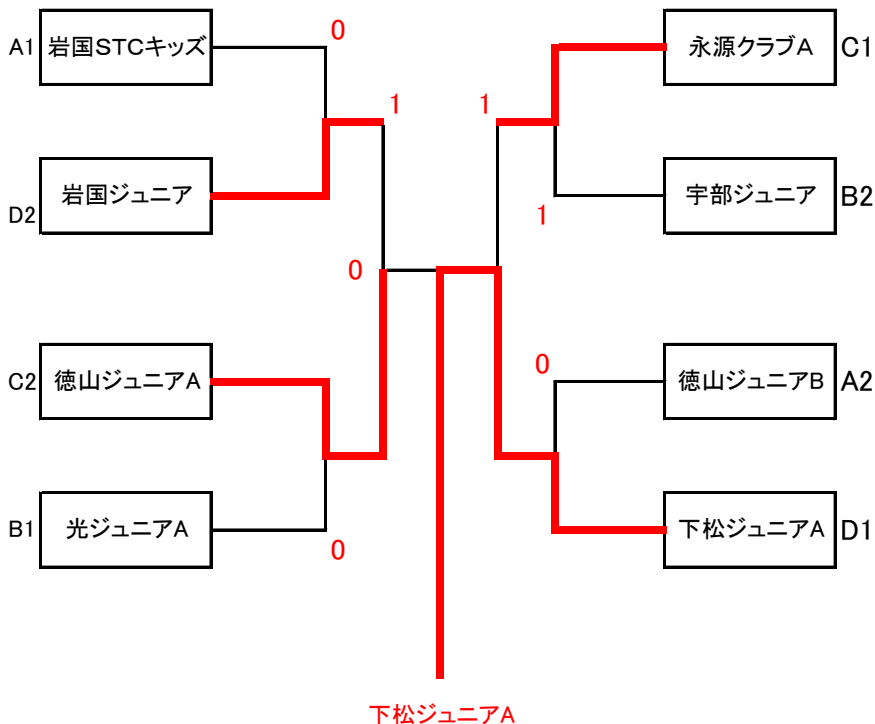 A1 岩国STCキッズ 0 永源クラブA C1
1 1
D2 岩国ジュニア 1 宇部ジュニア B2
0
C2 徳山ジュニアA 0 徳山ジュニアB A2
B1 光ジュニアA 0 下松ジュニアA D1
下松ジュニアA